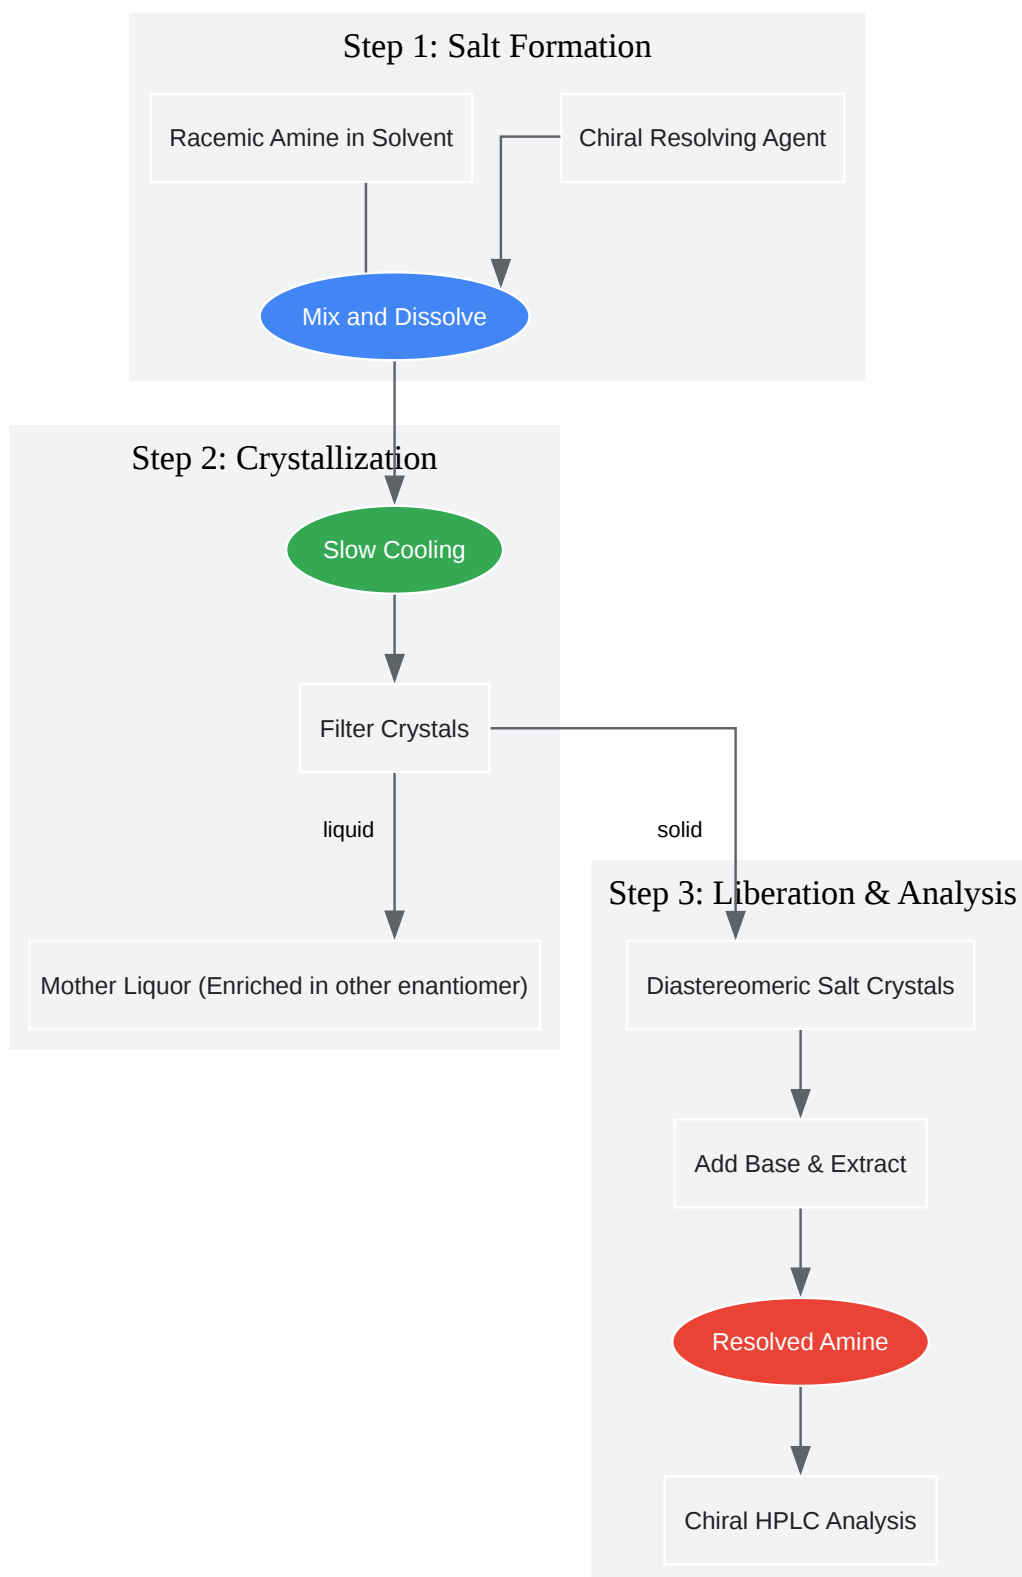 Step 1: Salt Formation
Racemic Amine in Solvent
Chiral Resolving Agent
Mix and Dissolve
Step 2: Crystallization
Slow Cooling
Filter Crystals
liquid
solid
Step 3: Liberation & Analysis
Mother Liquor (Enriched in other enantiomer)
Diastereomeric Salt Crystals
Add Base & Extract
Resolved Amine
Chiral HPLC Analysis